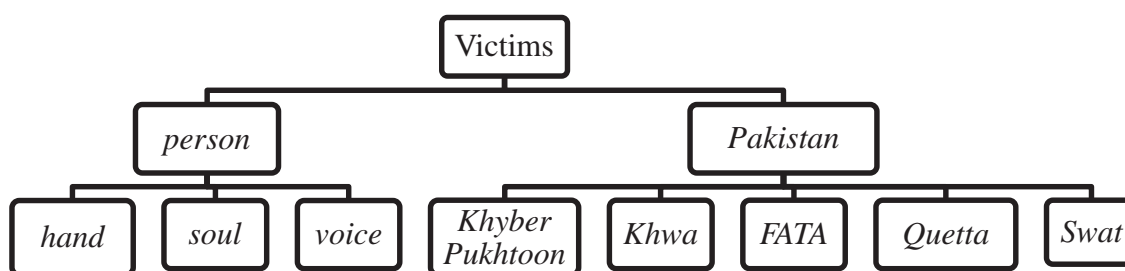 Victims
person
Pakistan
hand
soul
voice
Khyber
Pukhtoon
Khwa
FATA
Quetta
Swat